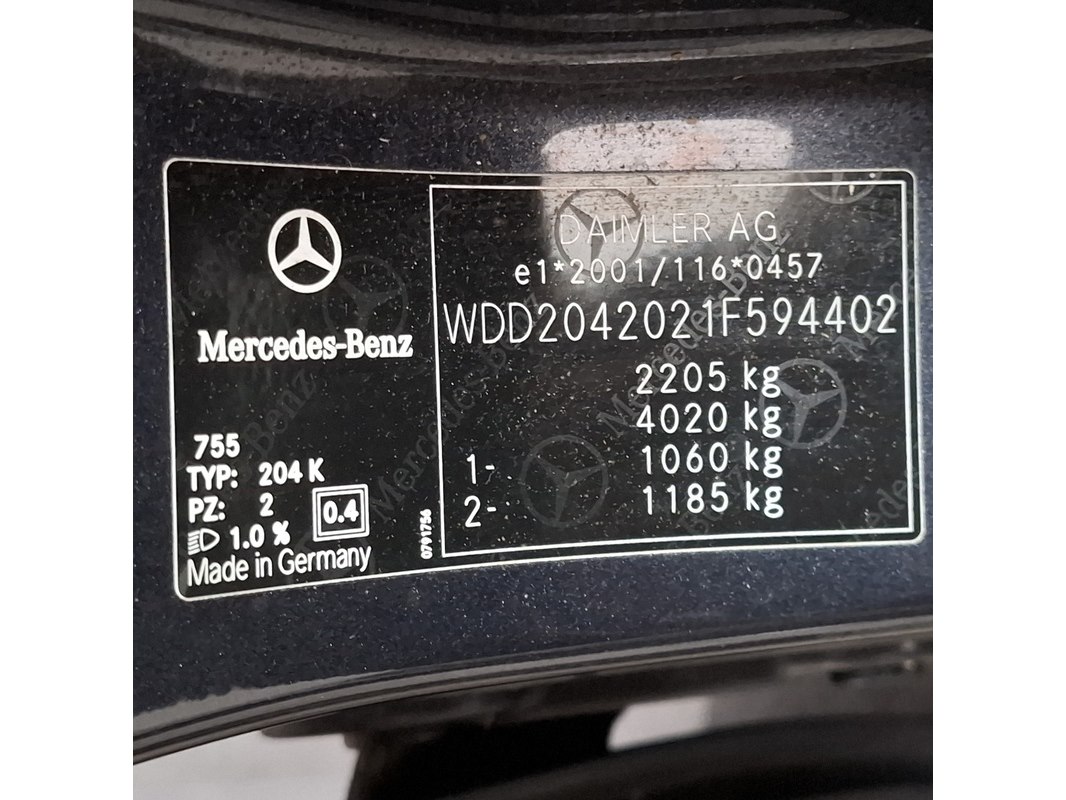 Mercedes-Benz
755
TYP: 204 K
PZ: 2
0.4
1.0 %
Made in Germany
0791756
DAIMLER AG
e1*2001/116*0457
WDD2042021F594402
2205 kg
4020 kg
1- 1060 kg
2- 1185 kg